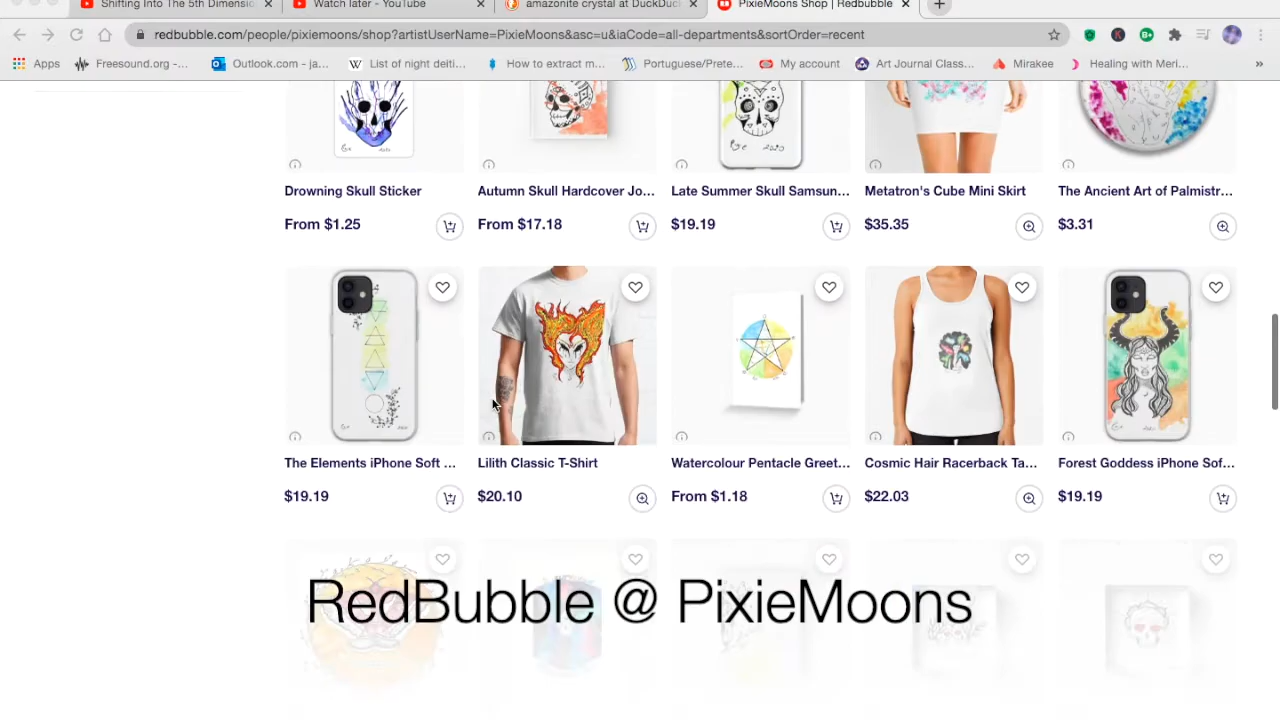 Shifting Into The 5th Dimensic
Watch later - YouTube
amazonite crystal at DuckDuc
PixieMoons Shop | Redbubble
redbubble.com/people/pixiemoons/shop?artistUserName=PixieMoons&asc=u&iaCode=all-departments&sortOrder=recent
Apps
Freesound.org -...
Outlook.com - ja...
List of night deiti...
How to extract m...
Portuguese/Prete...
My account
Art Journal Class...
Mirakee
Healing with Meri...
»
Drowning Skull Sticker
From $1.25
Autumn Skull Hardcover Jo...
From $17.18
Late Summer Skull Samsun...
$19.19
Metatron's Cube Mini Skirt
$35.35
The Ancient Art of Palmistr...
$3.31
The Elements iPhone Soft ...
$19.19
Lilith Classic T-Shirt
$20.10
Watercolour Pentacle Greet...
From $1.18
Cosmic Hair Racerback Ta...
$22.03
Forest Goddess iPhone Sof...
$19.19
RedBubble @ PixieMoons